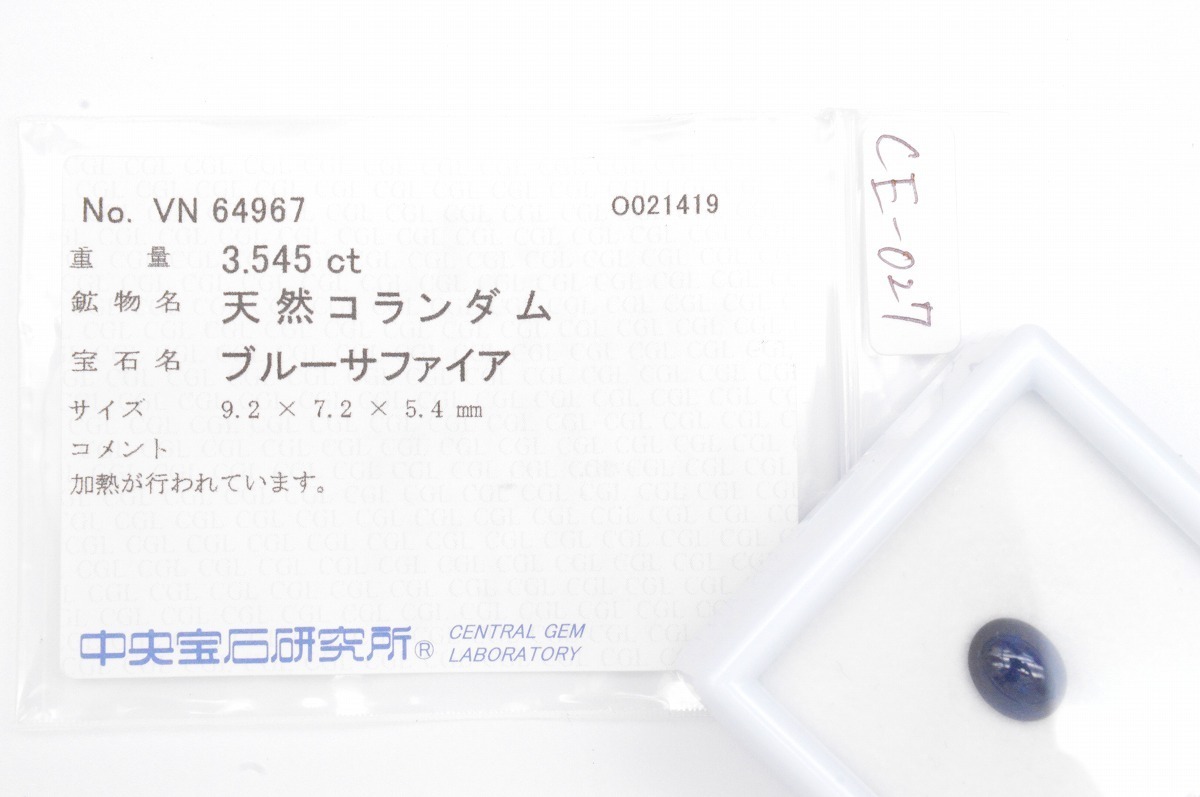 No. VN 64967 O021419
重量 3.545 ct
鉱物名 天然コランダム
宝石名 ブルーサファイア
サイズ 9.2 × 7.2 × 5.4 mm
コメント
加熱が行われています。
中央宝石研究所® CENTRAL GEM
LABORATORY
CE-027